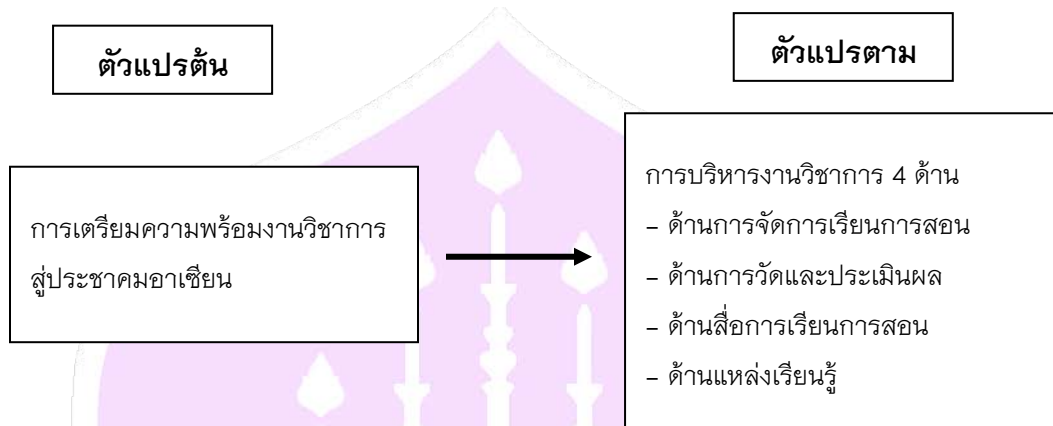 ตัวแปรต้น
ตัวแปรตาม
การเตรียมความพร้อมงานวิชาการ
สู่ประชาคมอาเซียน
การบริหารงานวิชาการ 4 ด้าน
– ด้านการจัดการเรียนการสอน
– ด้านการวัดและประเมินผล
– ด้านสื่อการเรียนการสอน
– ด้านแหล่งเรียนรู้